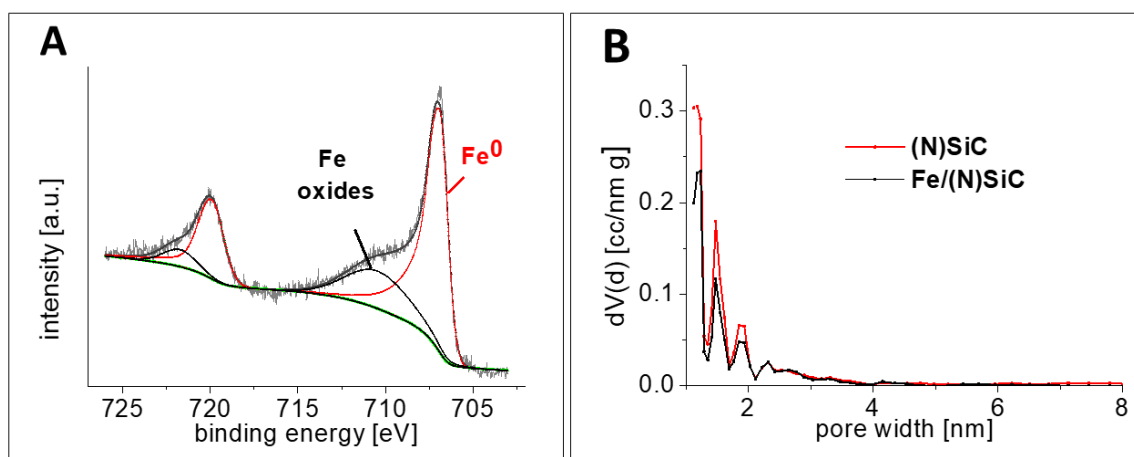 A
Fe
oxides
Fe0
intensity [a.u.]
725 720 715 710 705
binding energy [eV]
B
0.3
0.2
0.1
0.0
dV(d) [cc/nm g]
(N)SiC
Fe/(N)SiC
2 4 6 8
pore width [nm]